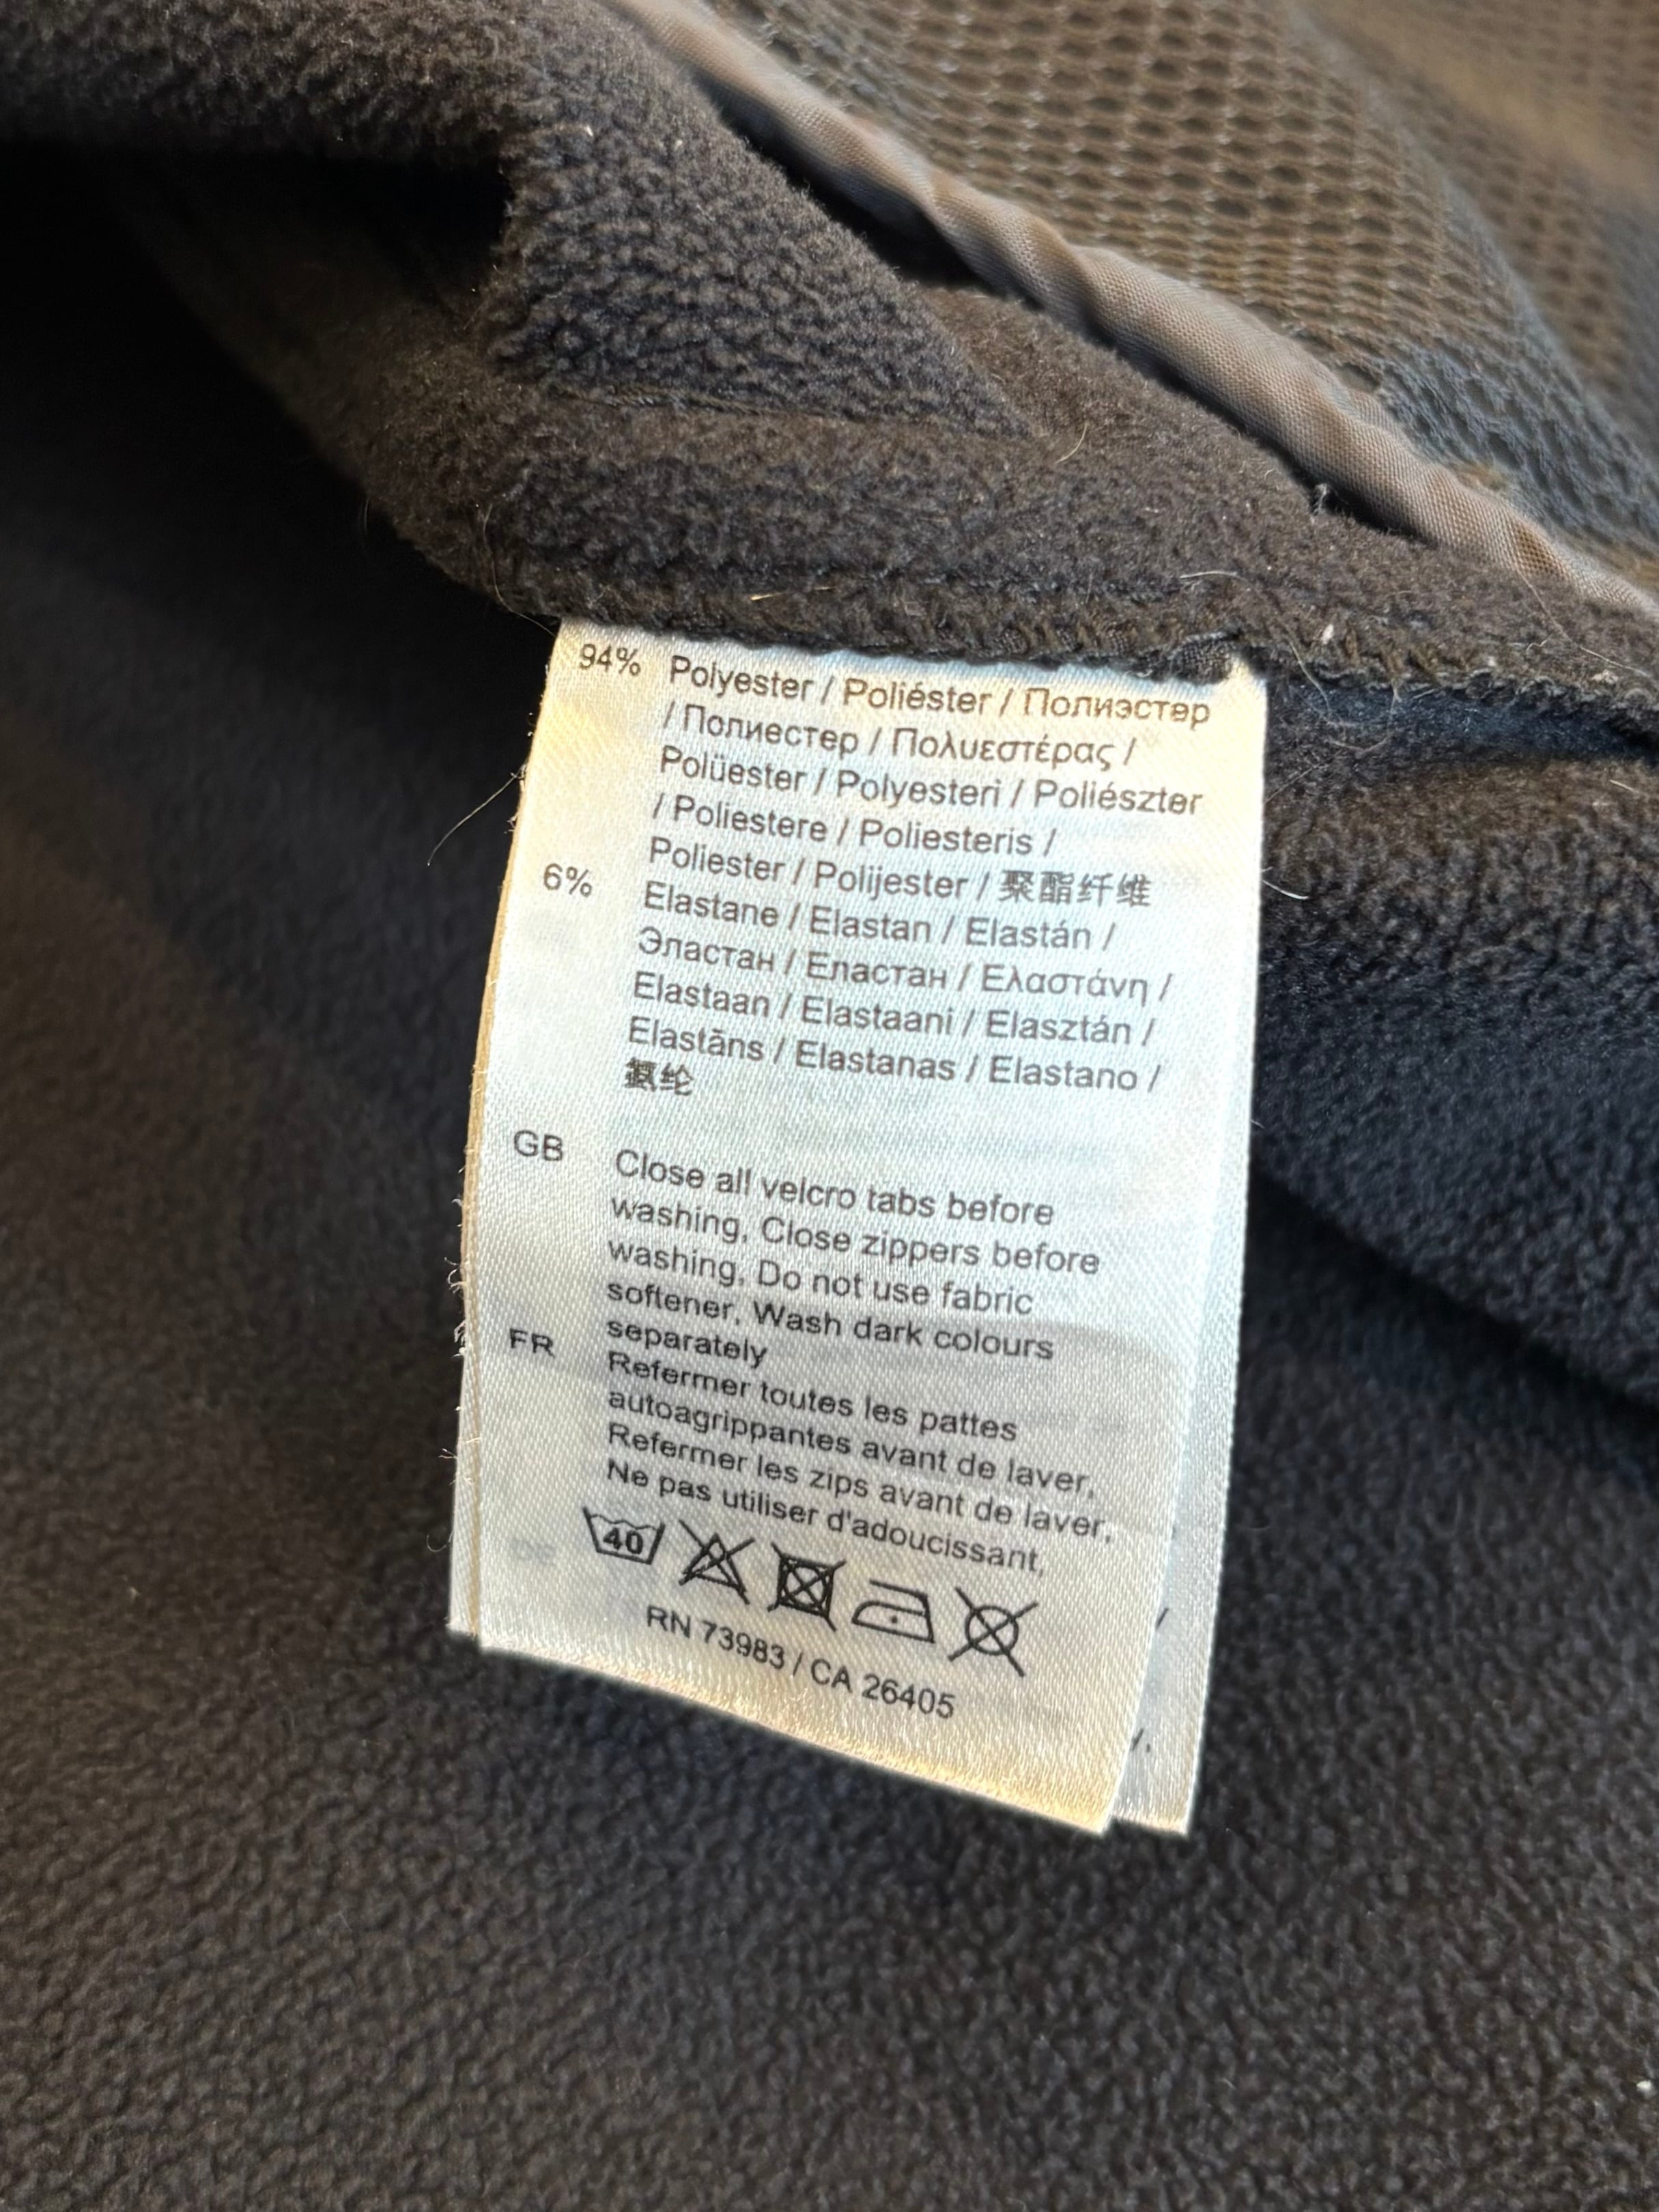 94% Polyester / Poliéster / Полиэстер
/ Полиестер / Πολυεστέρας /
Polüester / Polyesteri / Poliészter
/ Poliestere / Poliesteris /
Poliester / Polijester / 聚酯纤维
6% Elastane / Elastan / Elastán /
Эластан / Еластан / Ελαστάνη /
Elastaan / Elastaani / Elasztán /
Elastāns / Elastanas / Elastano /
氨纶
GB Close all velcro tabs before
washing, Close zippers before
washing, Do not use fabric
softener, Wash dark colours
separately
FR Refermer toutes les pattes
autoagrippantes avant de laver,
Refermer les zips avant de laver,
Ne pas utiliser d'adoucissant,
40
RN 73983 / CA 26405